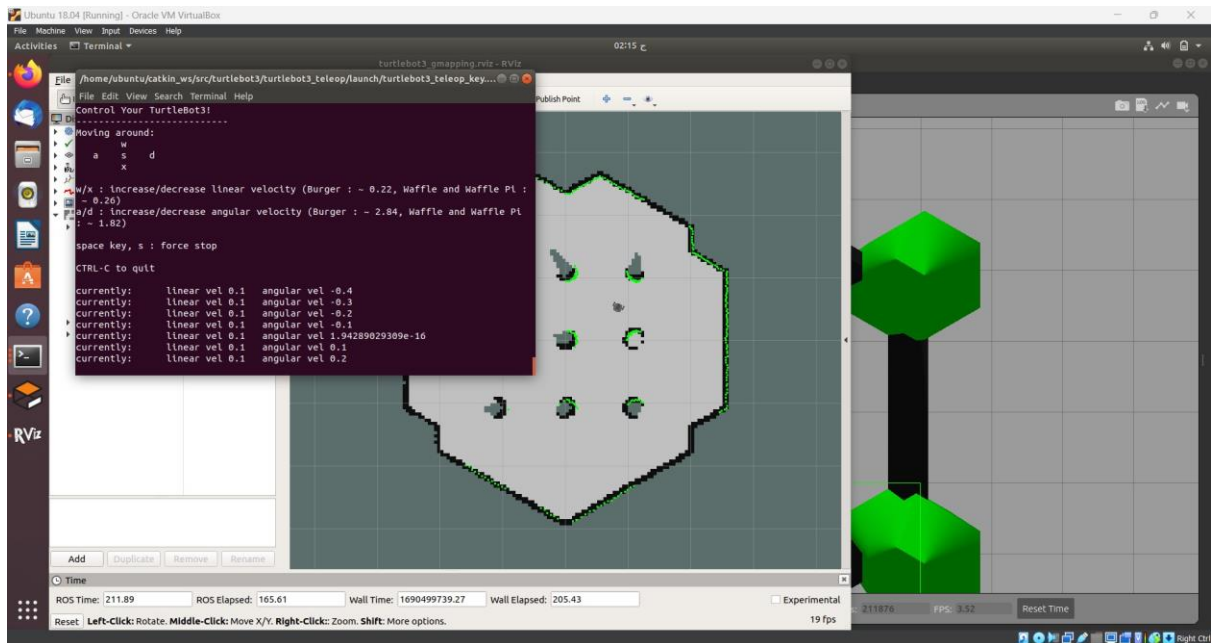 Ubuntu 18.04 [Running] - Oracle VM VirtualBox
File Machine View Input Devices Help
Activities Terminal 02:15 ع
turtlebot3_gmapping.rviz - RViz
File
/home/ubuntu/catkin_ws/src/turtlebot3/turtlebot3_teleop/launch/turtlebot3_teleop_key....
File Edit View Search Terminal Help
Publish Point
Control Your TurtleBot3!
---------------------------
Moving around:
w
a s d
x
w/x : increase/decrease linear velocity (Burger : ~ 0.22, Waffle and Waffle Pi :
~ 0.26)
a/d : increase/decrease angular velocity (Burger : ~ 2.84, Waffle and Waffle Pi
: ~ 1.82)
space key, s : force stop
CTRL-C to quit
currently: linear vel 0.1 angular vel -0.4
currently: linear vel 0.1 angular vel -0.3
currently: linear vel 0.1 angular vel -0.2
currently: linear vel 0.1 angular vel -0.1
currently: linear vel 0.1 angular vel 1.94289029309e-16
currently: linear vel 0.1 angular vel 0.1
currently: linear vel 0.1 angular vel 0.2
RViz
Add Duplicate Remove Rename
Time
ROS Time: 211.89 ROS Elapsed: 165.61 Wall Time: 1690499739.27 Wall Elapsed: 205.43 Experimental
Reset Left-Click: Rotate. Middle-Click: Move X/Y. Right-Click:: Zoom. Shift: More options. 19 fps
211876 FPS: 3.52 Reset Time
Right Ctrl